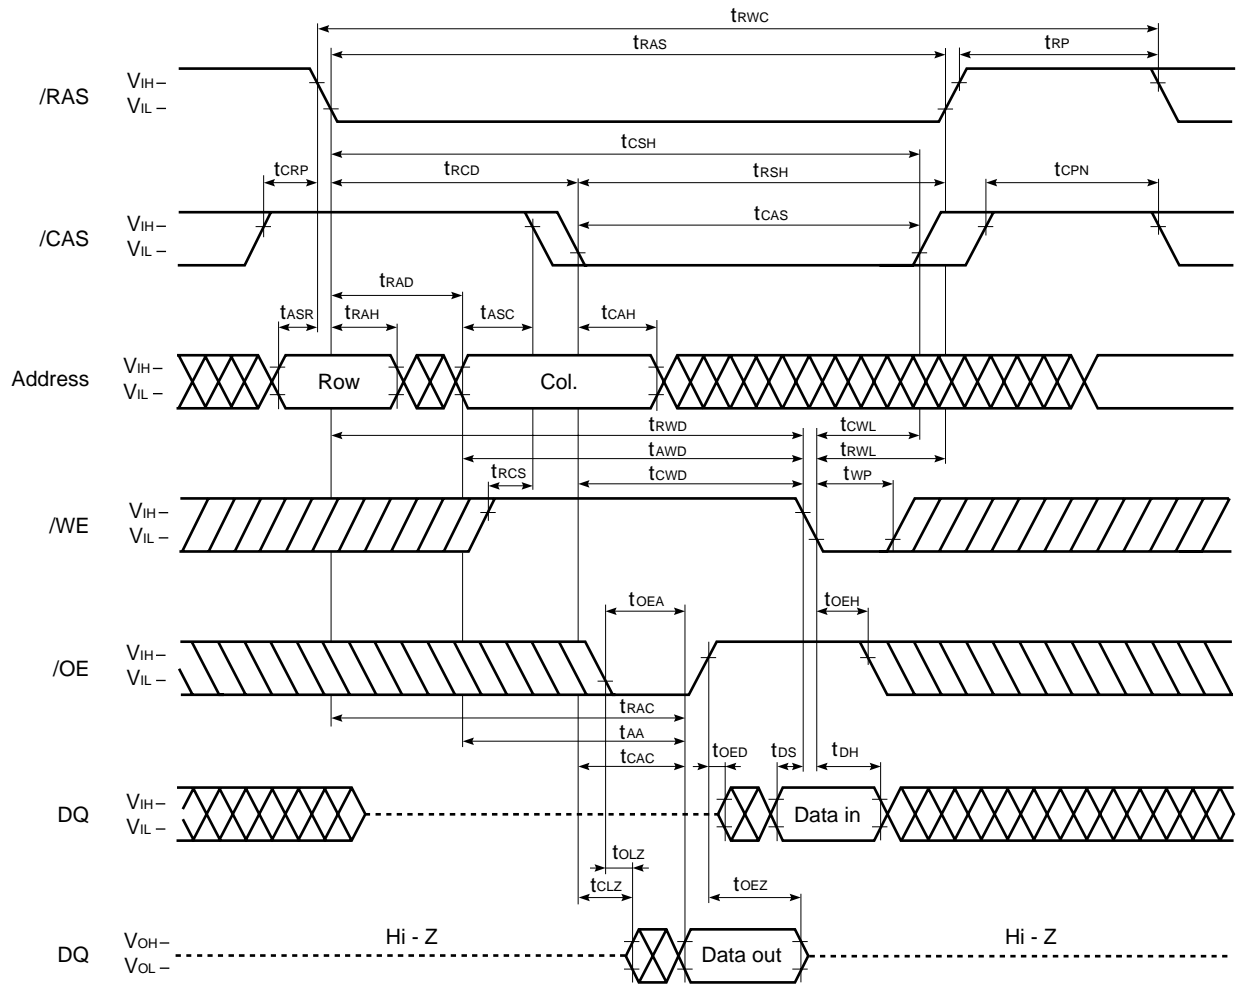 tRWC
tRAS tRP
/RAS VIH–
VIL–
tCSH
tCRP tRCD tRSH tCPN
tCAS
/CAS VIH–
VIL–
tRAD
tASR tRAH tASC tCAH
Address VIH–
VIL–
Row Col.
tRWD tCWL
tAWD tRWL
tRCS tCWD tWP
/WE VIH–
VIL–
tOEA tOEH
/OE VIH–
VIL–
tRAC
tAA
tCAC tOED tDS tDH
DQ VIH–
VIL–
Data in
tOLZ
tCLZ tOEZ
DQ VOH–
VOL–
Hi - Z Data out Hi - Z